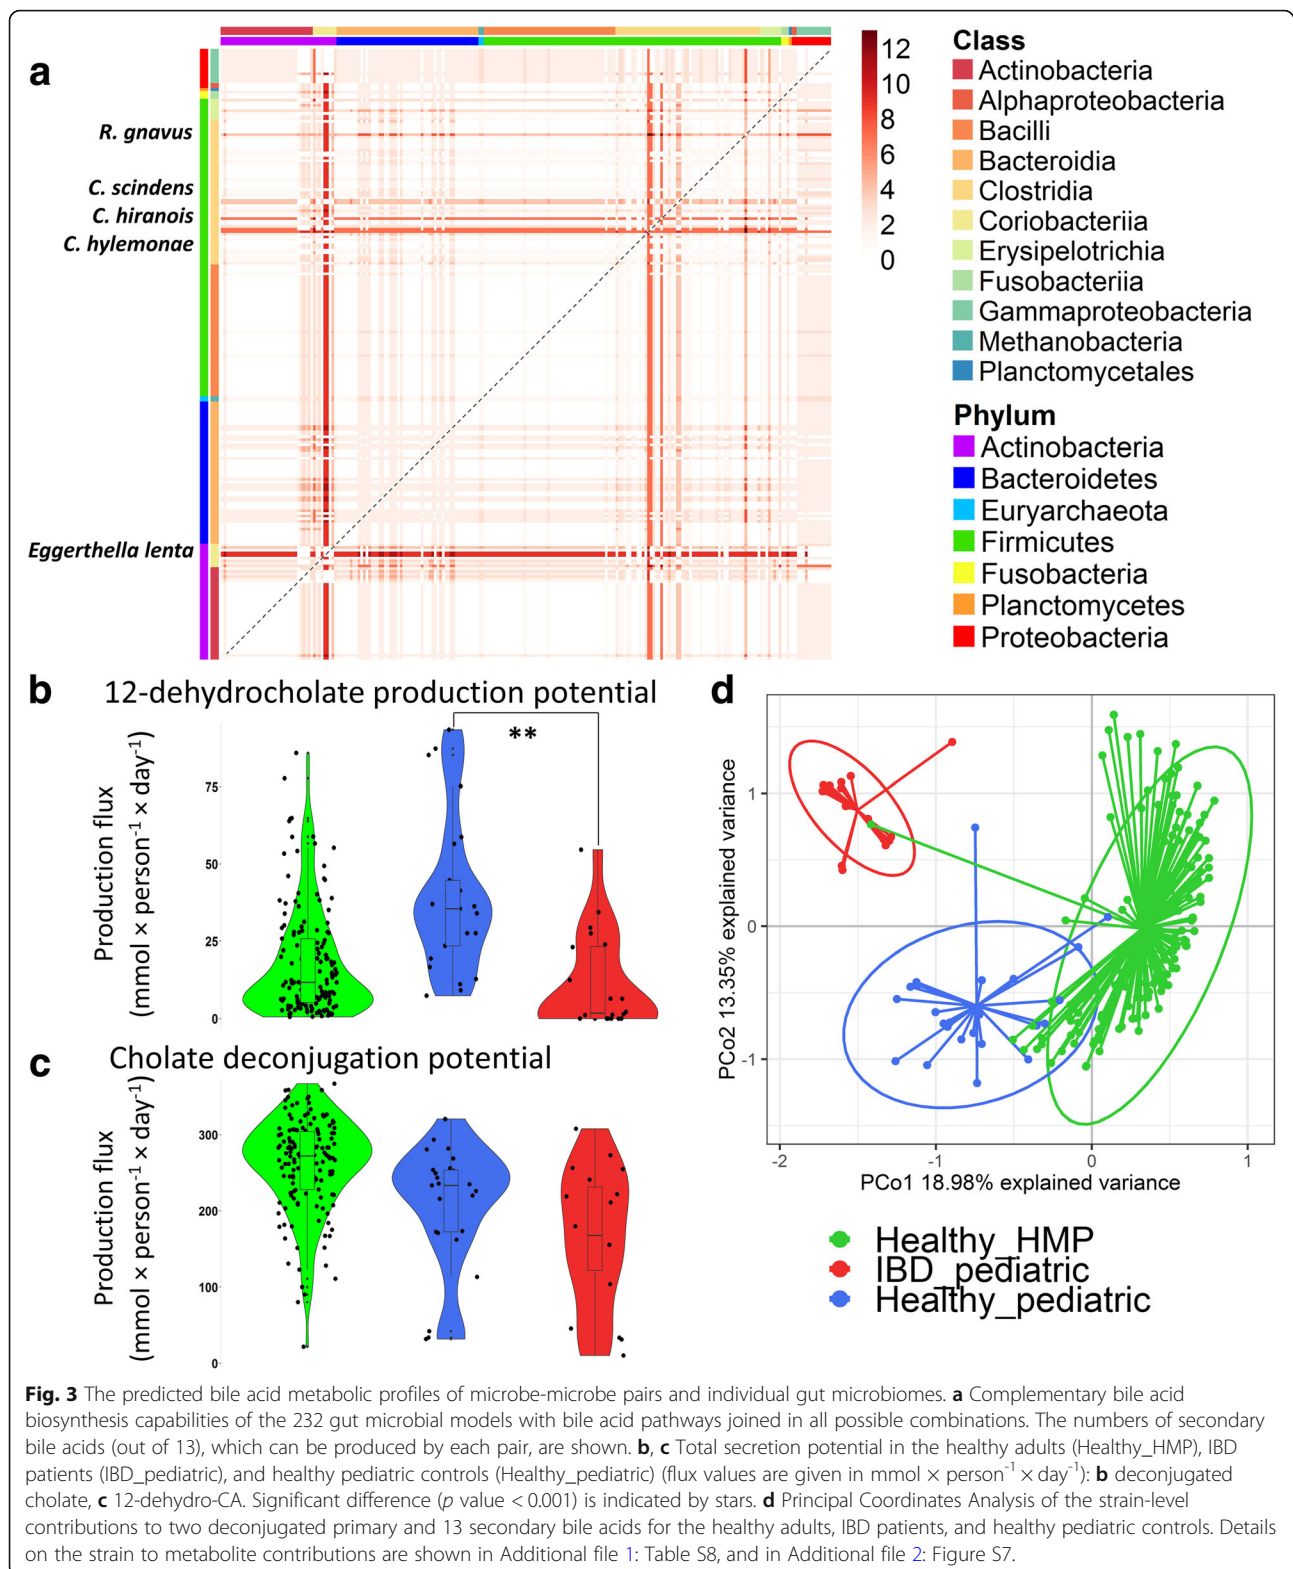 a
R. gnavus
C. scindens
C. hiranois
C. hylemonae
Eggerthella lenta
12
10
8
6
4
2
0
Class
Actinobacteria
Alphaproteobacteria
Bacilli
Bacteroidia
Clostridia
Coriobacteriia
Erysipelotrichia
Fusobacteriia
Gammaproteobacteria
Methanobacteria
Planctomycetales
Phylum
Actinobacteria
Bacteroidetes
Euryarchaeota
Firmicutes
Fusobacteria
Planctomycetes
Proteobacteria
b
12-dehydrocholate production potential
Production flux
(mmol × person⁻¹ × day⁻¹)
75
50
25
0
**
c
Cholate deconjugation potential
Production flux
(mmol × person⁻¹ × day⁻¹)
300
200
100
0
d
PCo2 13.35% explained variance
1
0
-1
-2
-1
0
1
PCo1 18.98% explained variance
Healthy_HMP
IBD_pediatric
Healthy_pediatric
Fig. 3 The predicted bile acid metabolic profiles of microbe-microbe pairs and individual gut microbiomes. a Complementary bile acid
biosynthesis capabilities of the 232 gut microbial models with bile acid pathways joined in all possible combinations. The numbers of secondary
bile acids (out of 13), which can be produced by each pair, are shown. b, c Total secretion potential in the healthy adults (Healthy_HMP), IBD
patients (IBD_pediatric), and healthy pediatric controls (Healthy_pediatric) (flux values are given in mmol × person⁻¹ × day⁻¹): b deconjugated
cholate, c 12-dehydro-CA. Significant difference (p value < 0.001) is indicated by stars. d Principal Coordinates Analysis of the strain-level
contributions to two deconjugated primary and 13 secondary bile acids for the healthy adults, IBD patients, and healthy pediatric controls. Details
on the strain to metabolite contributions are shown in Additional file 1: Table S8, and in Additional file 2: Figure S7.